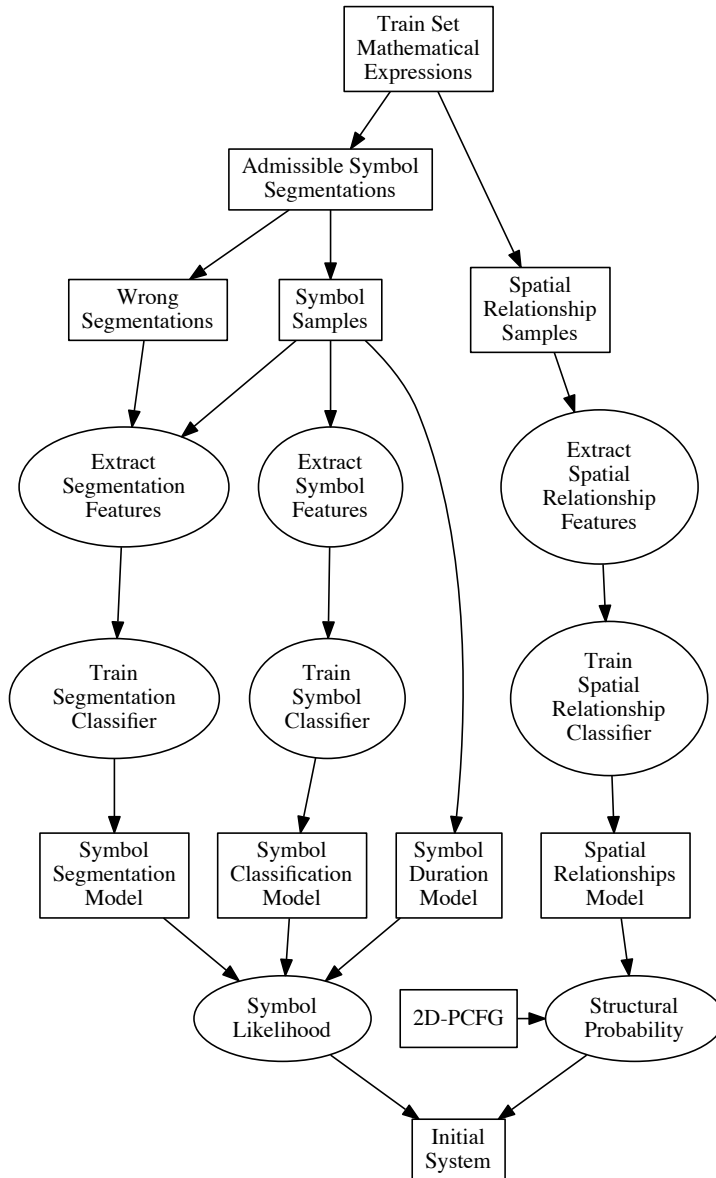 Train Set
Mathematical
Expressions
Admissible Symbol
Segmentations
Wrong
Segmentations
Symbol
Samples
Spatial
Relationship
Samples
Extract
Segmentation
Features
Extract
Symbol
Features
Extract
Spatial
Relationship
Features
Train
Segmentation
Classifier
Train
Symbol
Classifier
Train
Spatial
Relationship
Classifier
Symbol
Segmentation
Model
Symbol
Classification
Model
Symbol
Duration
Model
Spatial
Relationships
Model
Symbol
Likelihood
2D-PCFG
Structural
Probability
Initial
System